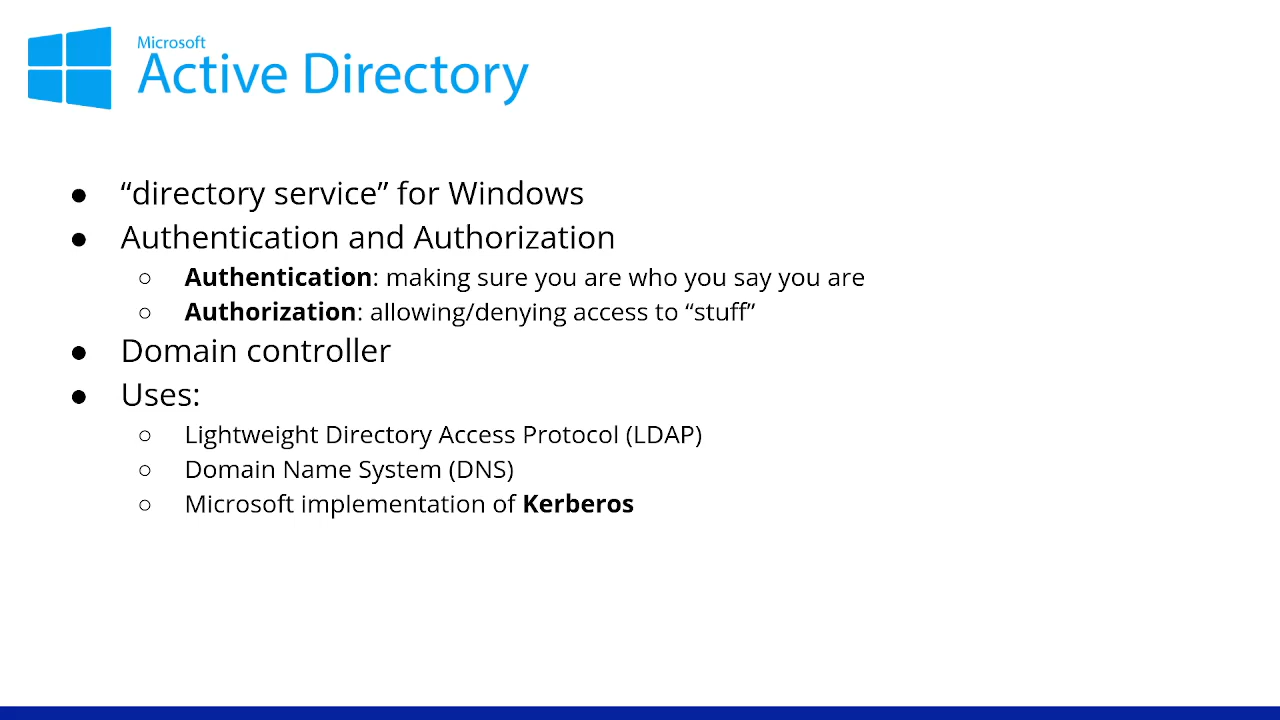 Microsoft
Active Directory
● “directory service” for Windows
● Authentication and Authorization
○ Authentication: making sure you are who you say you are
○ Authorization: allowing/denying access to “stuff”
● Domain controller
● Uses:
○ Lightweight Directory Access Protocol (LDAP)
○ Domain Name System (DNS)
○ Microsoft implementation of Kerberos